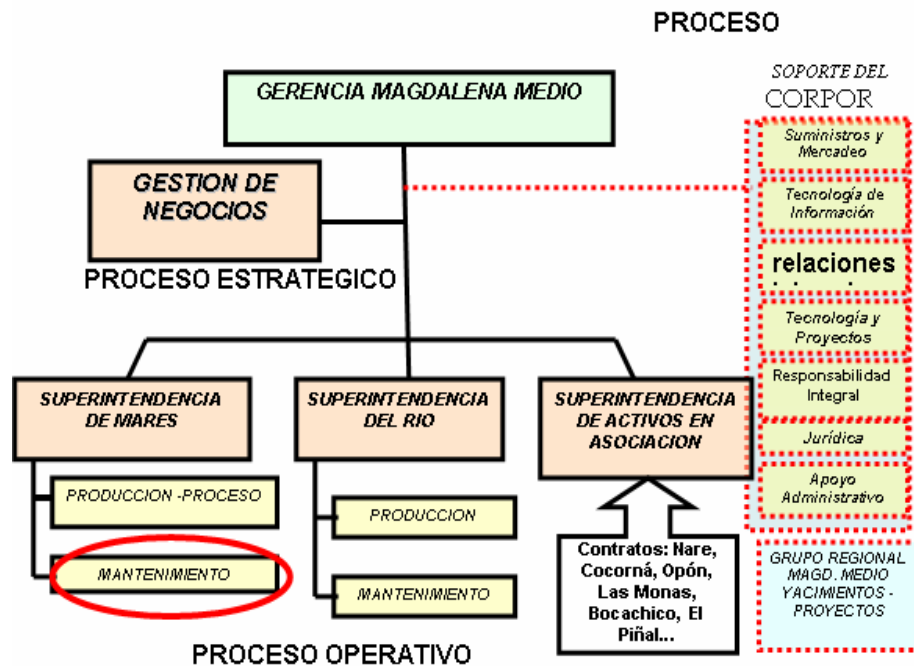 PROCESO
SOPORTE DEL
CORPOR
GERENCIA MAGDALENA MEDIO
GESTION DE
NEGOCIOS
PROCESO ESTRATEGICO
Suministros y
Mercadeo
Tecnología de
Información
relaciones
Tecnología y
Proyectos
Responsabilidad
Integral
Jurídica
Apoyo
Administrativo
SUPERINTENDENCIA
DE MARES
SUPERINTENDENCIA
DEL RIO
SUPERINTENDENCIA
DE ACTIVOS EN
ASOCIACION
PRODUCCION -PROCESO
MANTENIMIENTO
PRODUCCION
MANTENIMIENTO
Contratos: Nare,
Cocorná, Opón,
Las Monas,
Bocachico, El
Piñal...
GRUPO REGIONAL
MAGD. MEDIO
YACIMIENTOS -
PROYECTOS
PROCESO OPERATIVO